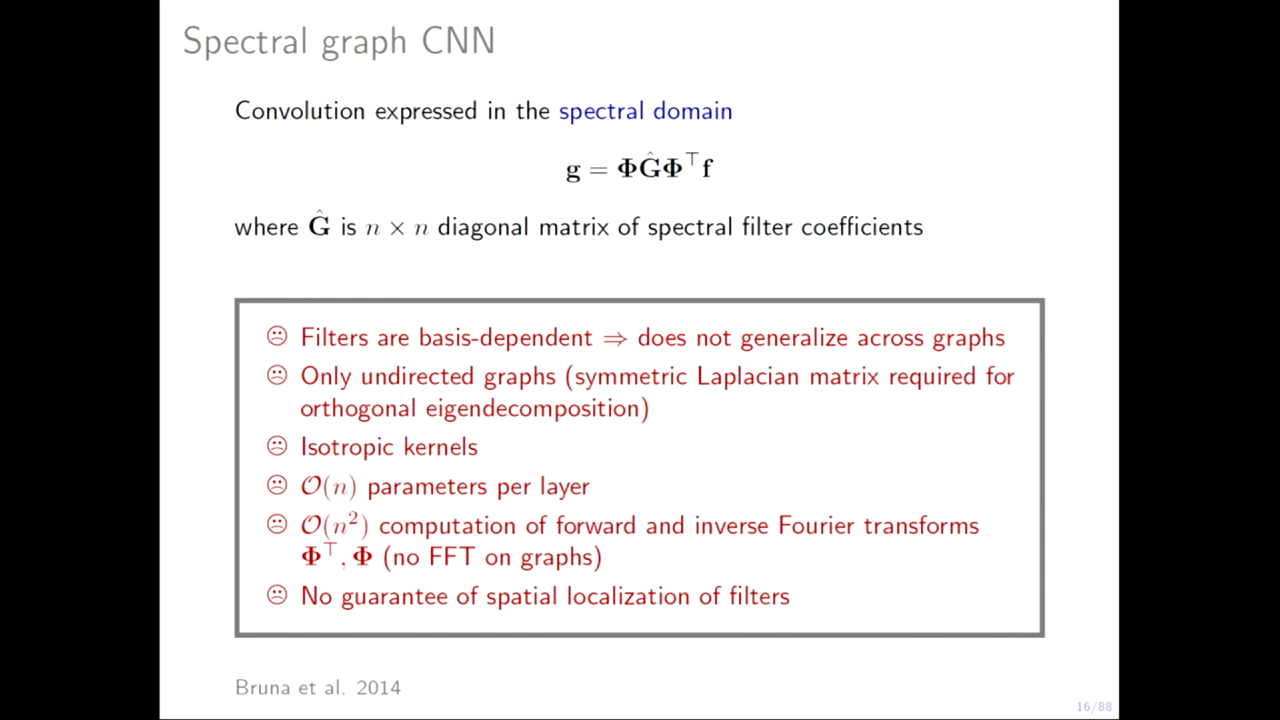 Spectral graph CNN
Convolution expressed in the spectral domain
g = ΦĜΦ⊤f
where Ĝ is n × n diagonal matrix of spectral filter coefficients
☹ Filters are basis-dependent ⇒ does not generalize across graphs
☹ Only undirected graphs (symmetric Laplacian matrix required for
orthogonal eigendecomposition)
☹ Isotropic kernels
☹ O(n) parameters per layer
☹ O(n²) computation of forward and inverse Fourier transforms
Φ⊤, Φ (no FFT on graphs)
☹ No guarantee of spatial localization of filters
Bruna et al. 2014
16/88